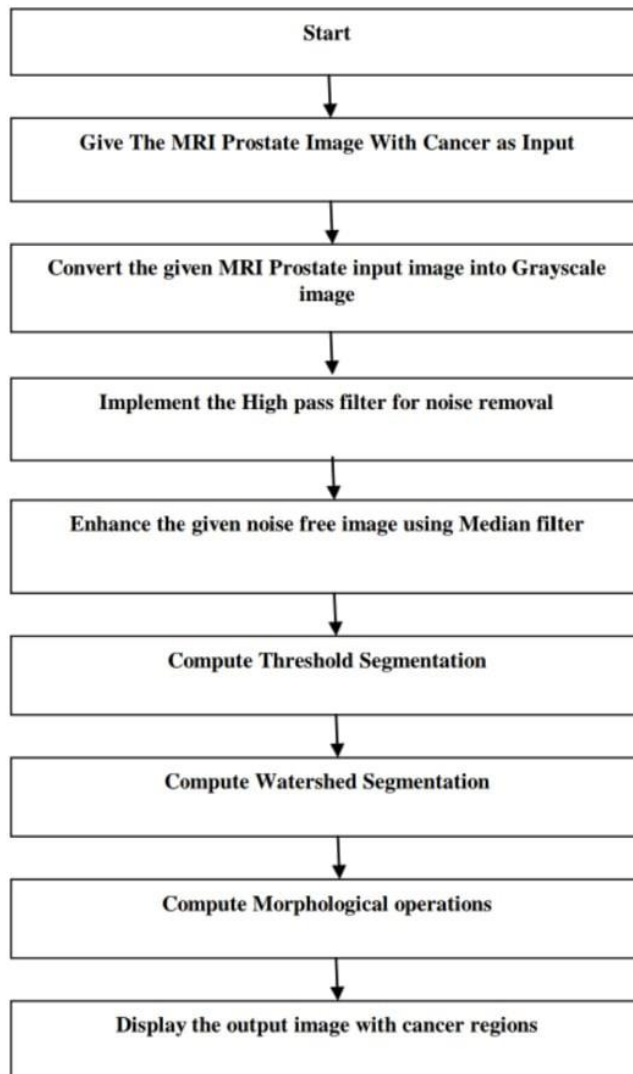 Start
Give The MRI Prostate Image With Cancer as Input
Convert the given MRI Prostate input image into Grayscale
image
Implement the High pass filter for noise removal
Enhance the given noise free image using Median filter
Compute Threshold Segmentation
Compute Watershed Segmentation
Compute Morphological operations
Display the output image with cancer regions